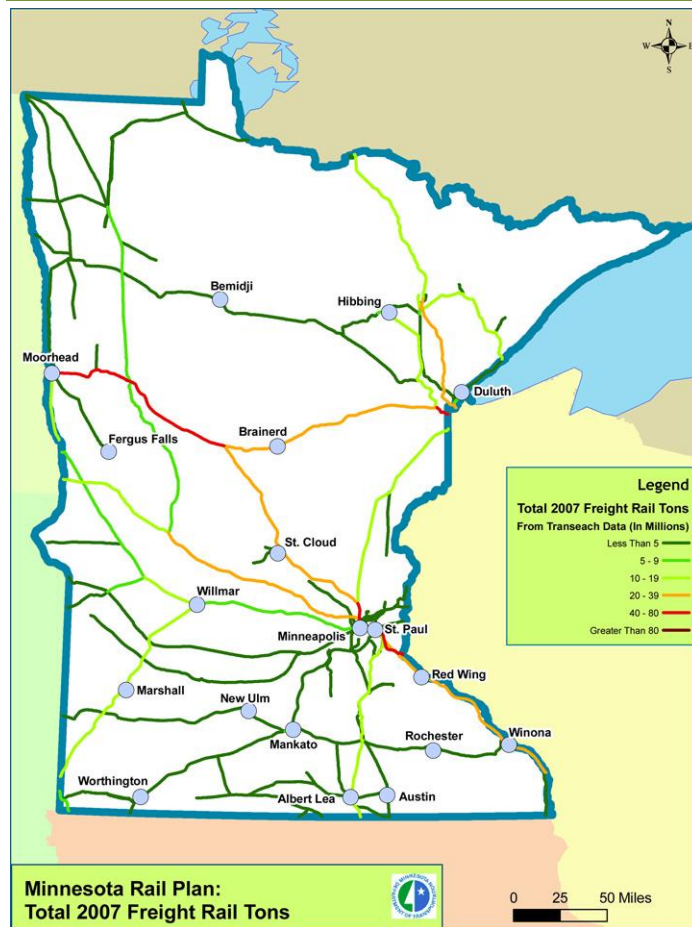 N
W E
S
Bemidji
Hibbing
Moorhead
Duluth
Fergus Falls
Brainerd
Legend
Total 2007 Freight Rail Tons
From Transeach Data (In Millions)
Less Than 5
5 - 9
10 - 19
20 - 39
40 - 80
Greater Than 80
St. Cloud
Willmar
Minneapolis
St. Paul
Red Wing
Marshall
New Ulm
Mankato
Rochester
Winona
Worthington
Albert Lea
Austin
Minnesota Rail Plan:
Total 2007 Freight Rail Tons
0 25 50 Miles